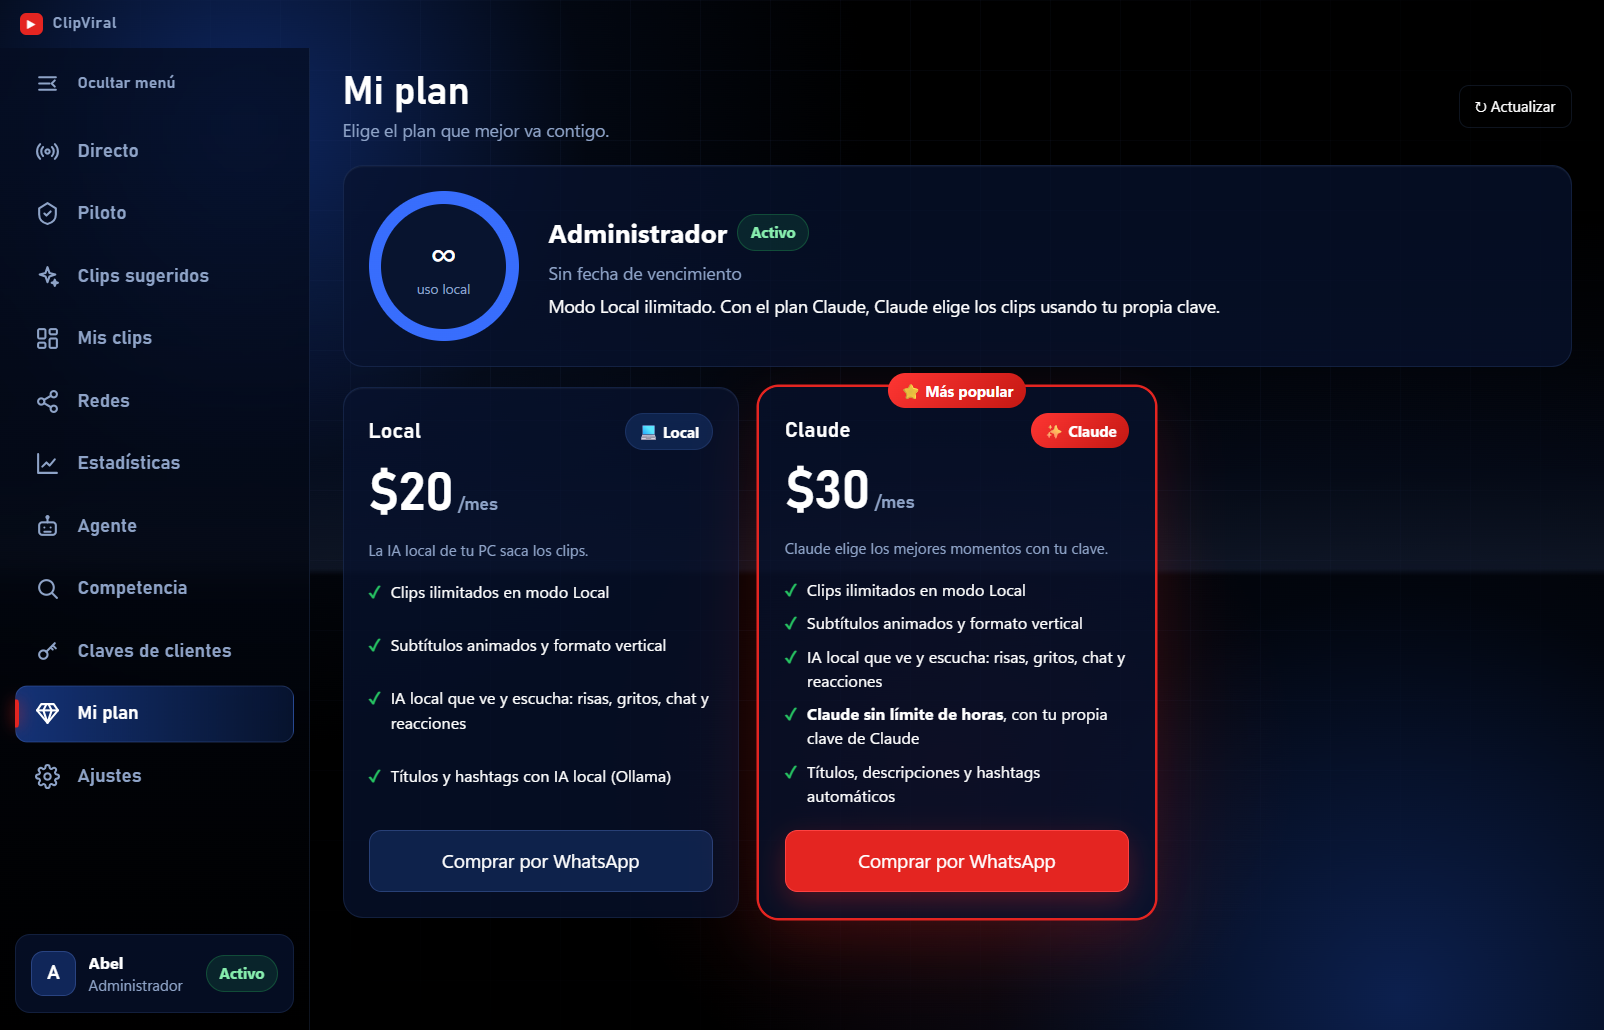 ClipViral
Ocultar menú
Directo
Piloto
Clips sugeridos
Mis clips
Redes
Estadísticas
Agente
Competencia
Claves de clientes
Mi plan
Ajustes
A
Abel
Administrador
Activo
Mi plan
Elige el plan que mejor va contigo.
↻ Actualizar
∞
uso local
Administrador
Activo
Sin fecha de vencimiento
Modo Local ilimitado. Con el plan Claude, Claude elige los clips usando tu propia clave.
Local
💻 Local
$20 /mes
La IA local de tu PC saca los clips.
✓ Clips ilimitados en modo Local
✓ Subtítulos animados y formato vertical
✓ IA local que ve y escucha: risas, gritos, chat y
reacciones
✓ Títulos y hashtags con IA local (Ollama)
Comprar por WhatsApp
⭐ Más popular
Claude
✨ Claude
$30 /mes
Claude elige los mejores momentos con tu clave.
✓ Clips ilimitados en modo Local
✓ Subtítulos animados y formato vertical
✓ IA local que ve y escucha: risas, gritos, chat y
reacciones
✓ Claude sin límite de horas, con tu propia
clave de Claude
✓ Títulos, descripciones y hashtags
automáticos
Comprar por WhatsApp